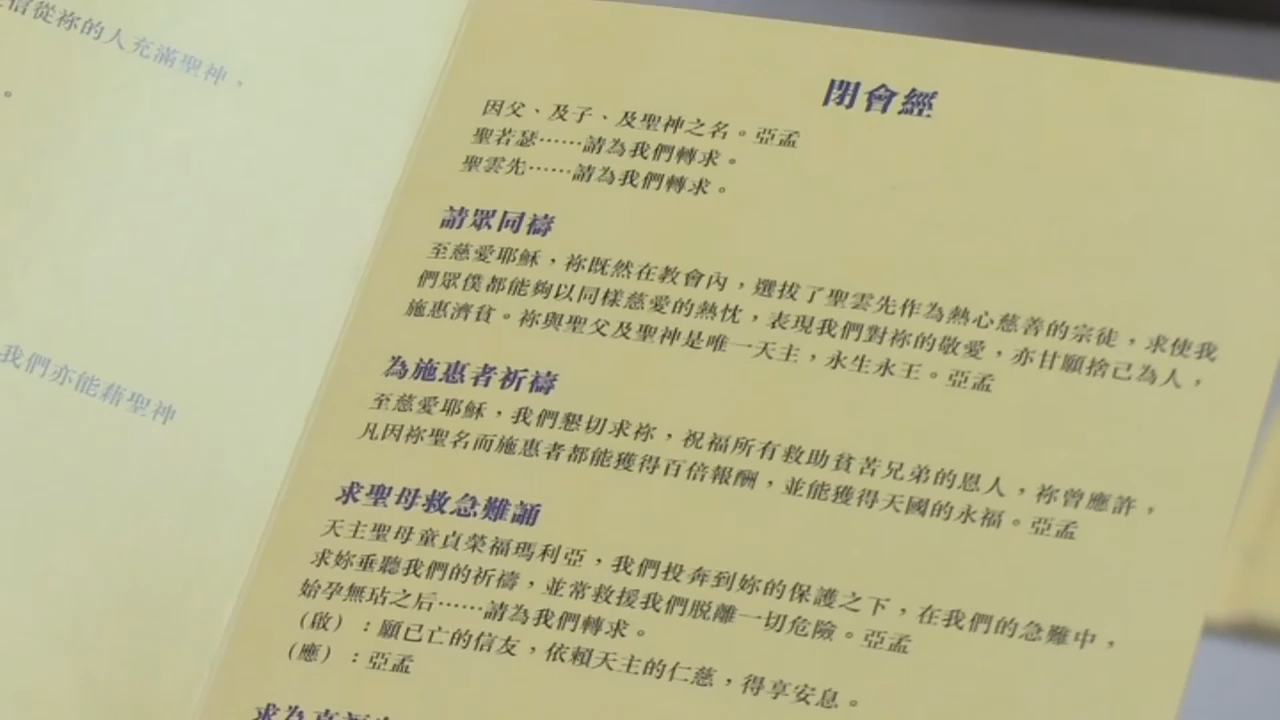 信從祢的人充滿聖神，
。
我們亦能藉聖神
閉會經
因父、及子、及聖神之名。亞孟
聖若瑟⋯⋯請為我們轉求。
聖雲先⋯⋯請為我們轉求。
請眾同禱
至慈愛耶穌，祢既然在教會內，選拔了聖雲先作為熱心慈善的宗徒，求使我
們眾僕都能夠以同樣慈愛的熱忱，表現我們對祢的敬愛，亦甘願捨己為人，
施惠濟貧。祢與聖父及聖神是唯一天主，永生永王。亞孟
為施惠者祈禱
至慈愛耶穌，我們懇切求祢，祝福所有救助貧苦兄弟的恩人，祢曾應許，
凡因祢聖名而施惠者都能獲得百倍報酬，並能獲得天國的永福。亞孟
求聖母救急難誦
天主聖母童貞榮福瑪利亞，我們投奔到妳的保護之下，在我們的急難中，
求妳垂聽我們的祈禱，並常救援我們脫離一切危險。亞孟
始孕無玷之后⋯⋯請為我們轉求。
(啟)：願已亡的信友，依賴天主的仁慈，得享安息。
(應)：亞孟
求為真福